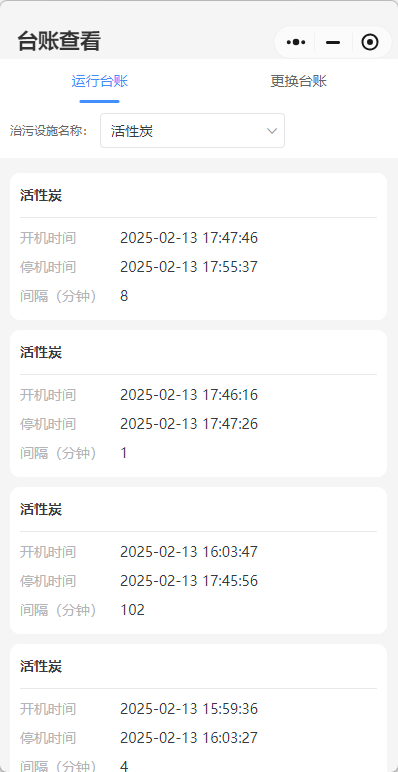 台账查看
运行台账 更换台账
治污设施名称： 活性炭
活性炭
开机时间 2025-02-13 17:47:46
停机时间 2025-02-13 17:55:37
间隔（分钟） 8
活性炭
开机时间 2025-02-13 17:46:16
停机时间 2025-02-13 17:47:26
间隔（分钟） 1
活性炭
开机时间 2025-02-13 16:03:47
停机时间 2025-02-13 17:45:56
间隔（分钟） 102
活性炭
开机时间 2025-02-13 15:59:36
停机时间 2025-02-13 16:03:27
间隔（分钟） 4